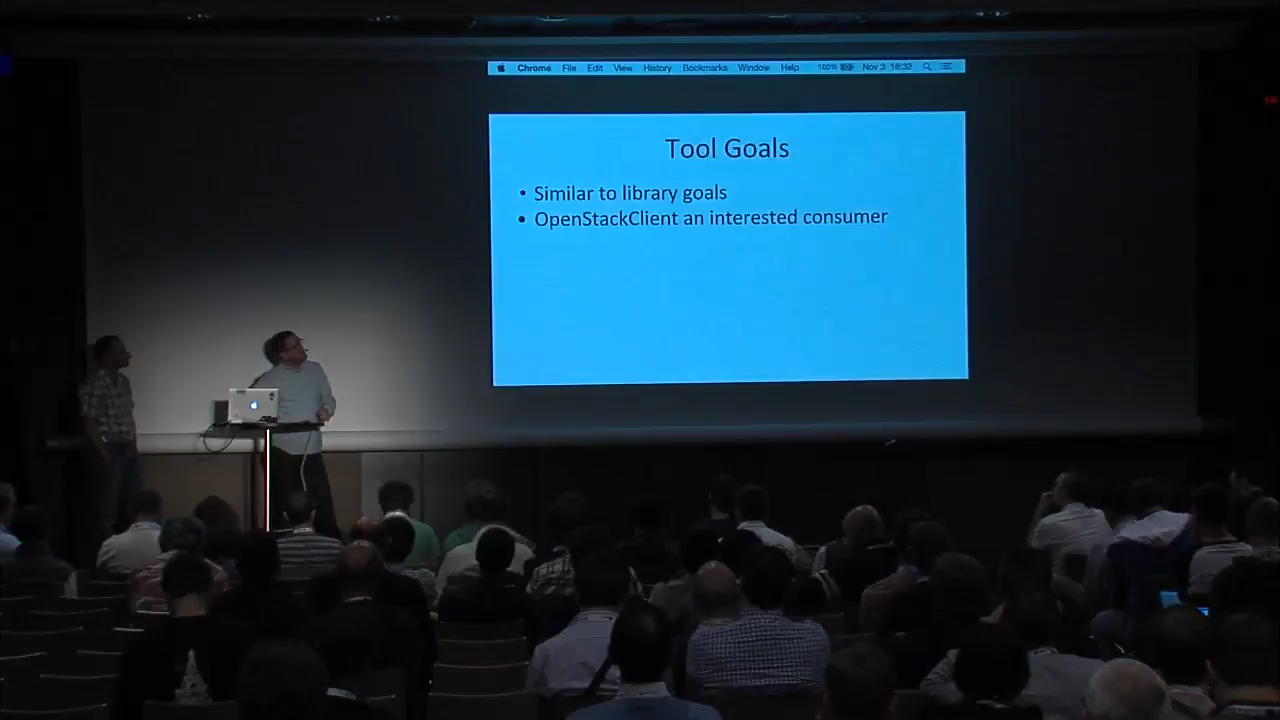 Chrome File Edit View History Bookmarks Window Help 100% Nov 3 16:32
Tool Goals
• Similar to library goals
• OpenStackClient an interested consumer